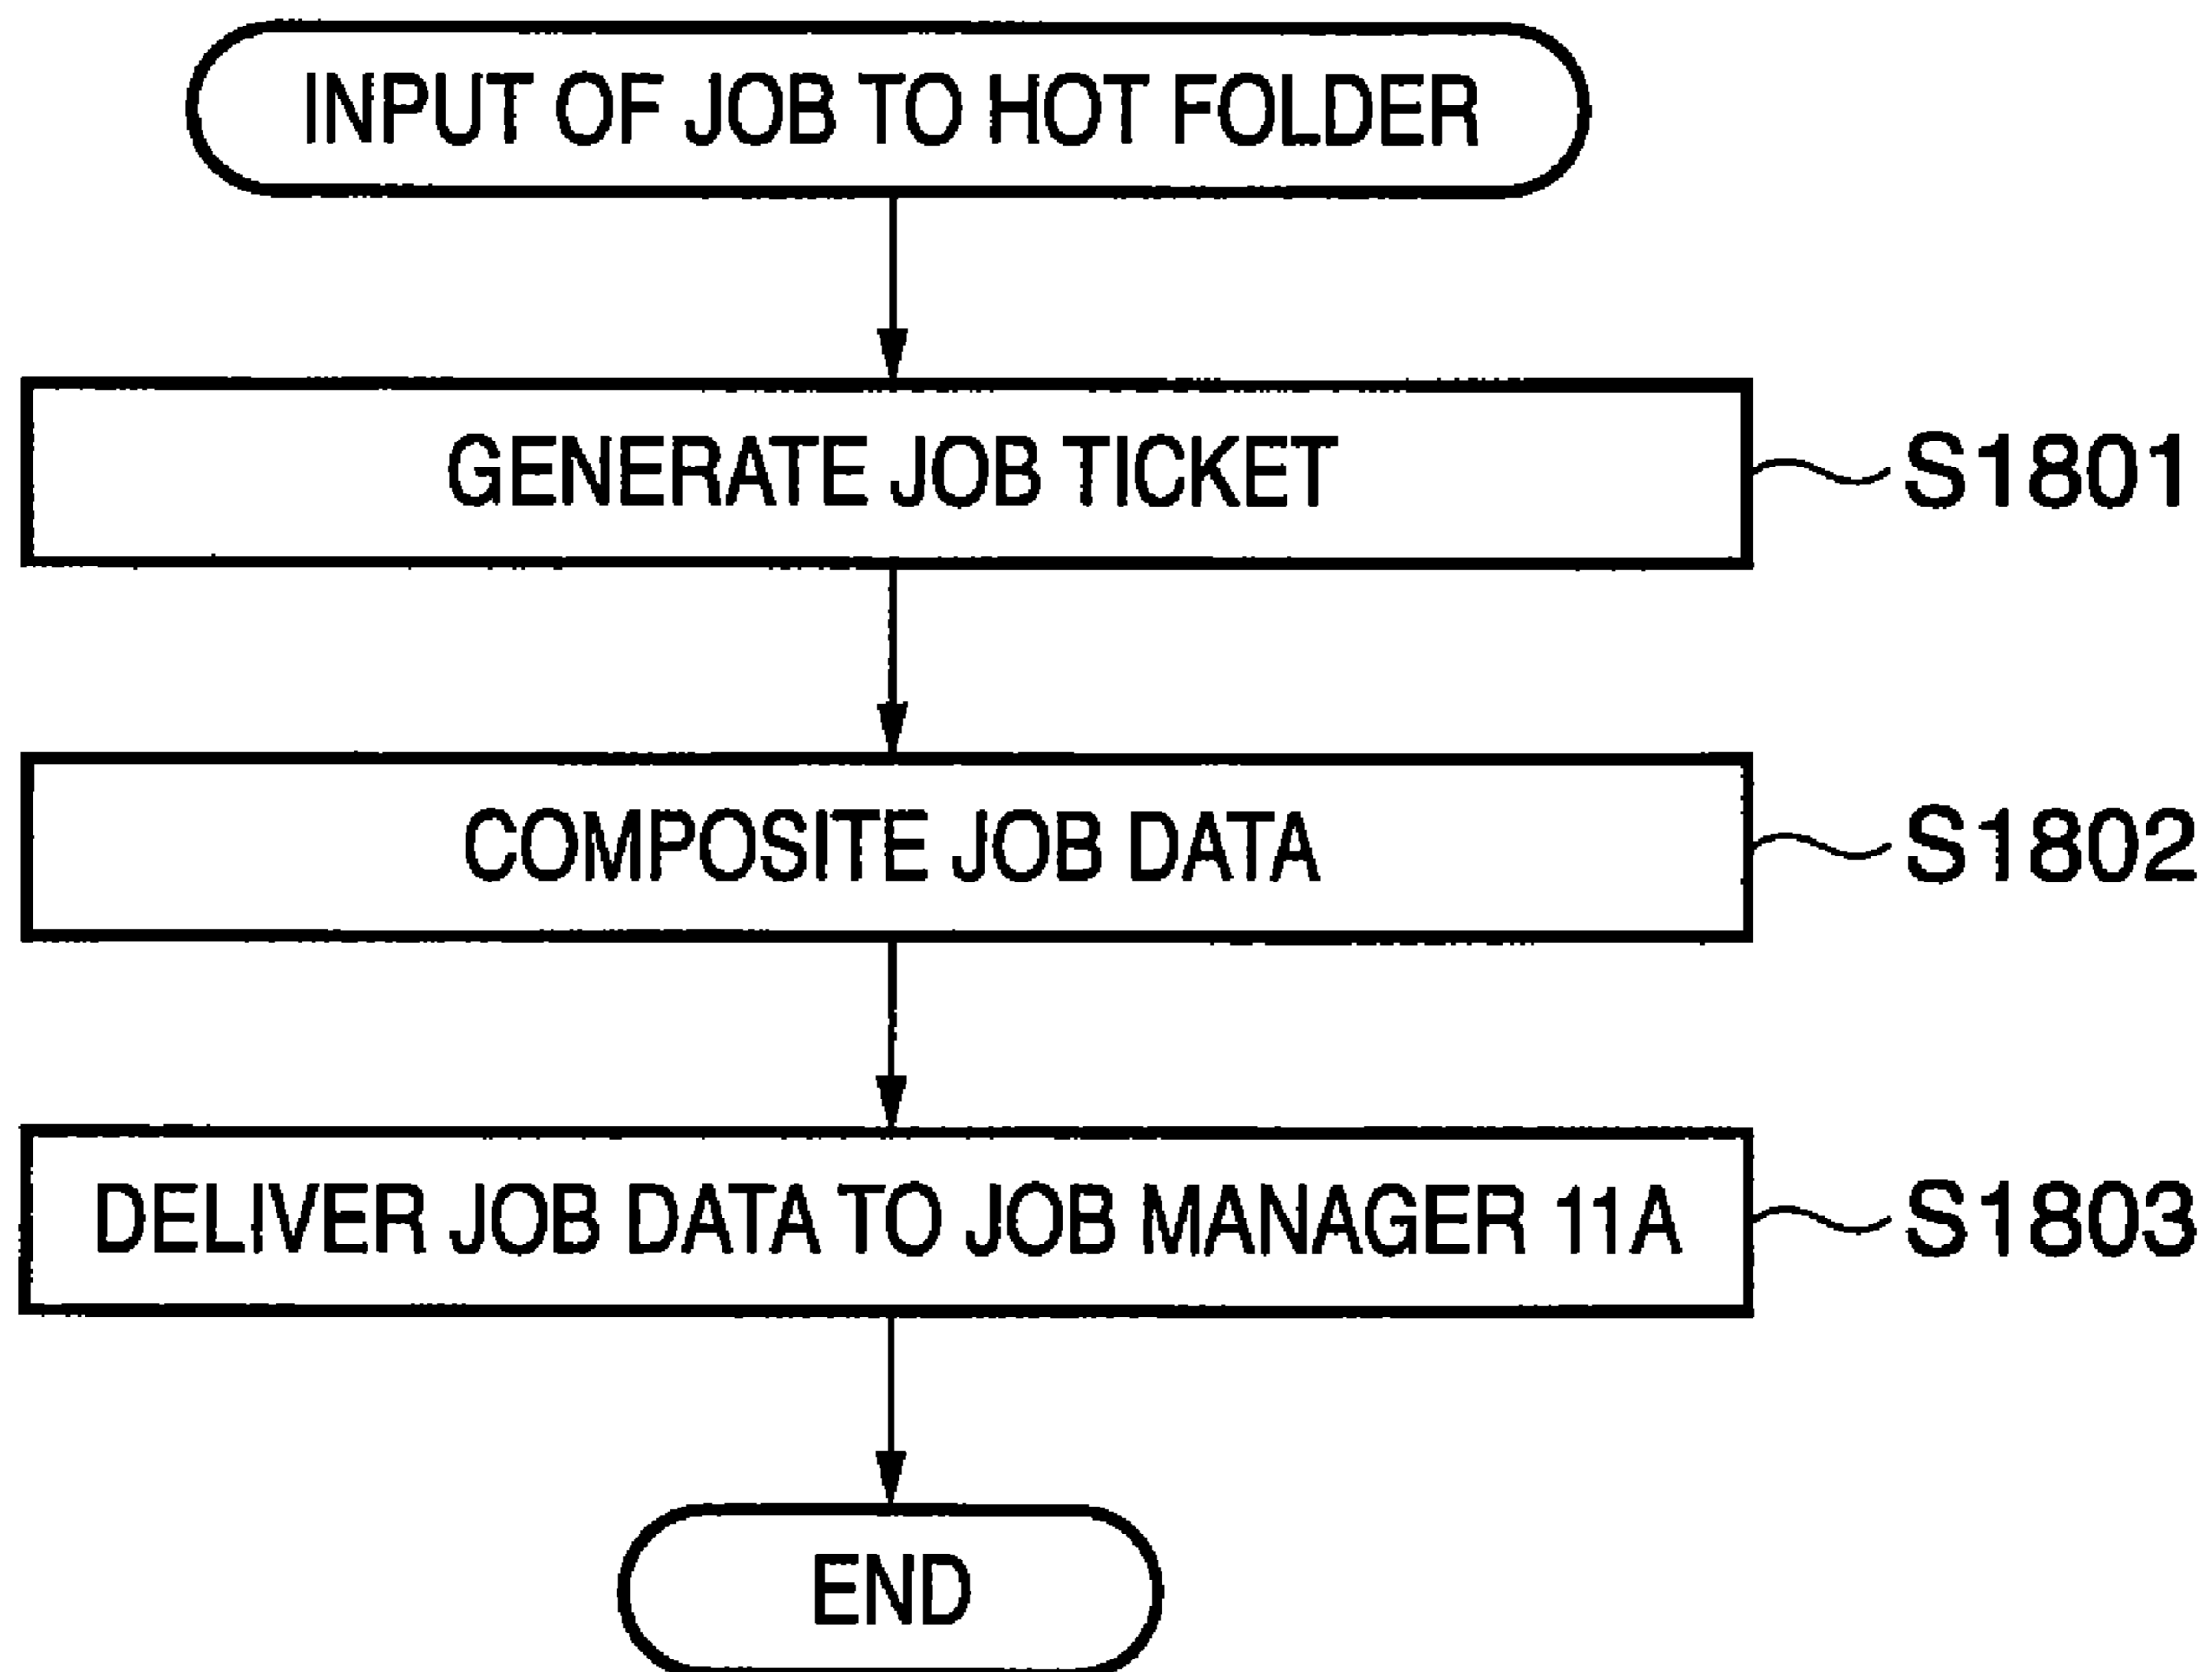 INPUT OF JOB TO HOT FOLDER
GENERATE JOB TICKET
S1801
COMPOSITE JOB DATA
S1802
DELIVER JOB DATA TO JOB MANAGER 11A
S1803
END